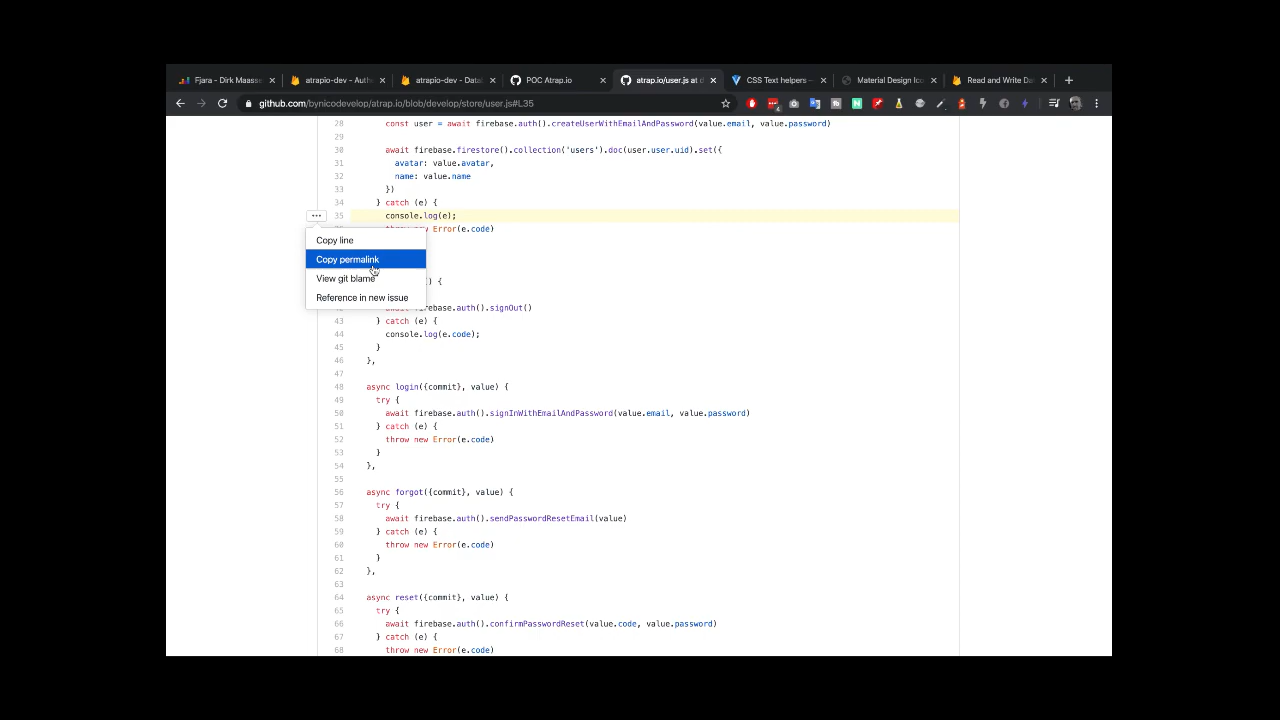 Fjara - Dirk Maasse
atrapio-dev - Auth
atrapio-dev - Data
POC Atrap.io
atrap.io/user.js at d
CSS Text helpers –
Material Design Ico
Read and Write Da
github.com/bynicodevelop/atrap.io/blob/develop/store/user.js#L35
28 const user = await firebase.auth().createUserWithEmailAndPassword(value.email, value.password)
29
30 await firebase.firestore().collection('users').doc(user.user.uid).set({
31 avatar: value.avatar,
32 name: value.name
33 })
34 } catch (e) {
35 console.log(e);
Error(e.code)
Copy line
Copy permalink
View git blame
) {
Reference in new issue
firebase.auth().signOut()
43 } catch (e) {
44 console.log(e.code);
45 }
46 },
47
48 async login({commit}, value) {
49 try {
50 await firebase.auth().signInWithEmailAndPassword(value.email, value.password)
51 } catch (e) {
52 throw new Error(e.code)
53 }
54 },
55
56 async forgot({commit}, value) {
57 try {
58 await firebase.auth().sendPasswordResetEmail(value)
59 } catch (e) {
60 throw new Error(e.code)
61 }
62 },
63
64 async reset({commit}, value) {
65 try {
66 await firebase.auth().confirmPasswordReset(value.code, value.password)
67 } catch (e) {
68 throw new Error(e.code)